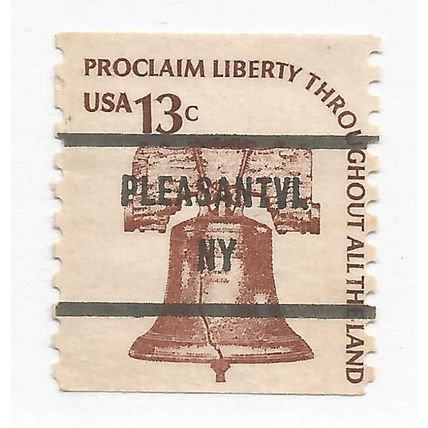 PROCLAIM LIBERTY THROUGHOUT ALL THE LAND
USA 13c
PLEASANTVL
NY